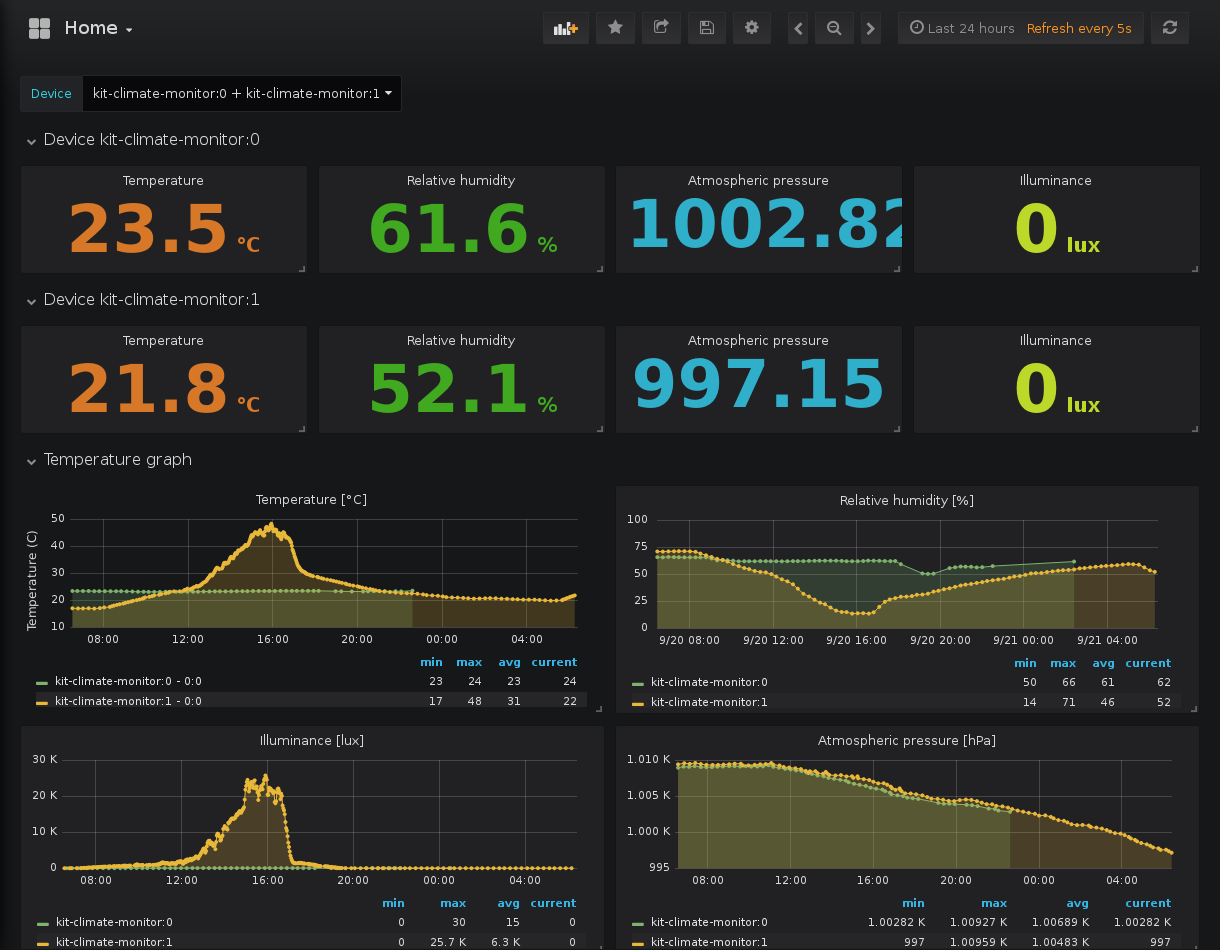 Home
Last 24 hours Refresh every 5s
Device kit-climate-monitor:0 + kit-climate-monitor:1
Device kit-climate-monitor:0
Temperature Relative humidity Atmospheric pressure Illuminance
23.5 °C 61.6 % 1002.82 0 lux
Device kit-climate-monitor:1
Temperature Relative humidity Atmospheric pressure Illuminance
21.8 °C 52.1 % 997.15 0 lux
Temperature graph
Temperature [°C]
Temperature (C)
50
40
30
20
10
08:00 12:00 16:00 20:00 00:00 04:00
min max avg current
kit-climate-monitor:0 - 0:0 23 24 23 24
kit-climate-monitor:1 - 0:0 17 48 31 22
Relative humidity [%]
100
75
50
25
0
9/20 08:00 9/20 12:00 9/20 16:00 9/20 20:00 9/21 00:00 9/21 04:00
min max avg current
kit-climate-monitor:0 50 66 61 62
kit-climate-monitor:1 14 71 46 52
Illuminance [lux]
30 K
20 K
10 K
0
08:00 12:00 16:00 20:00 00:00 04:00
min max avg current
kit-climate-monitor:0 0 30 15 0
kit-climate-monitor:1 0 25.7 K 6.3 K 0
Atmospheric pressure [hPa]
1.010 K
1.005 K
1.000 K
995
08:00 12:00 16:00 20:00 00:00 04:00
min max avg current
kit-climate-monitor:0 1.00282 K 1.00927 K 1.00689 K 1.00282 K
kit-climate-monitor:1 997 1.00959 K 1.00483 K 997